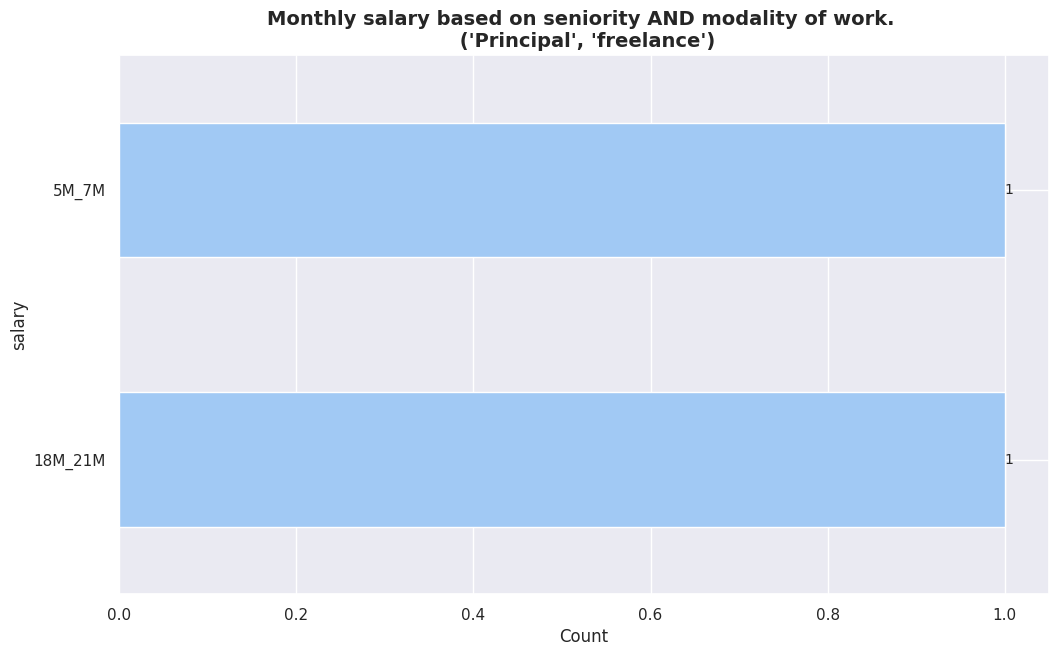 Monthly salary based on seniority AND modality of work.
('Principal', 'freelance')
5M_7M
1
salary
18M_21M
1
0.0 0.2 0.4 0.6 0.8 1.0
Count